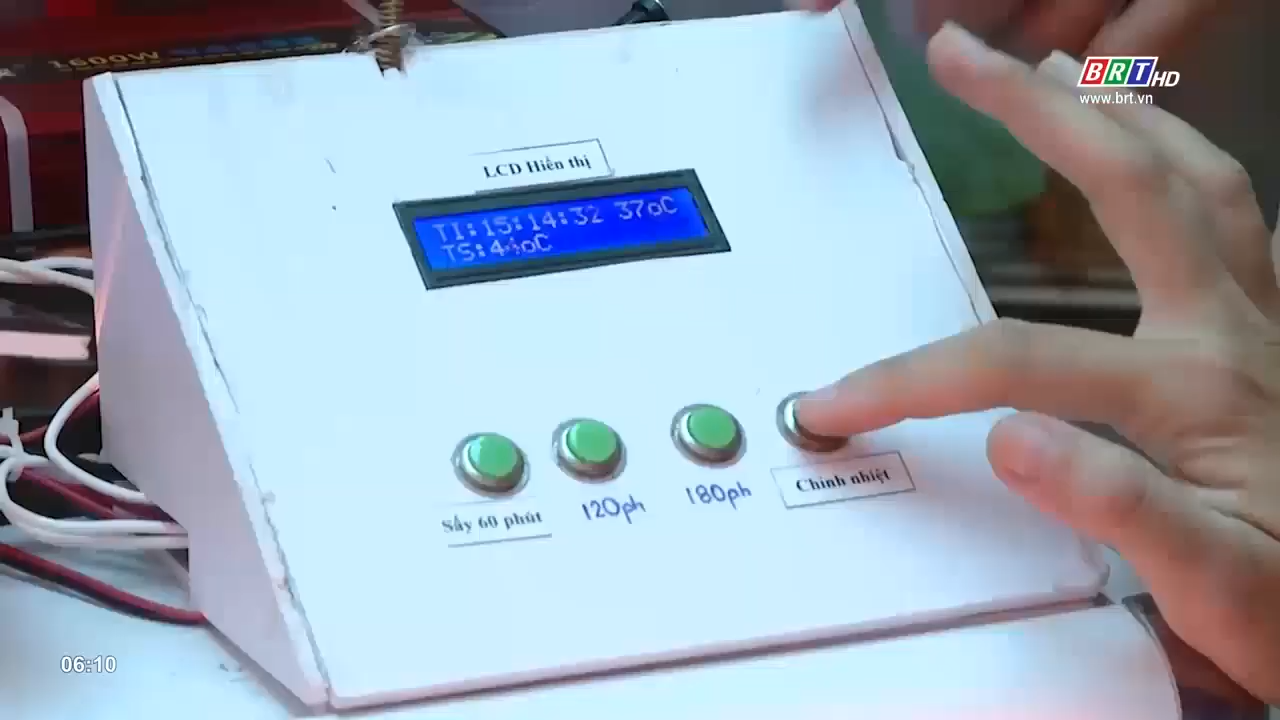 1600W
BRT HD
www.brt.vn
LCD Hiển thị
TI:15:14:32 37oC
TS:44oC
Sấy 60 phút
120ph
180ph
Chỉnh nhiệt
06:10